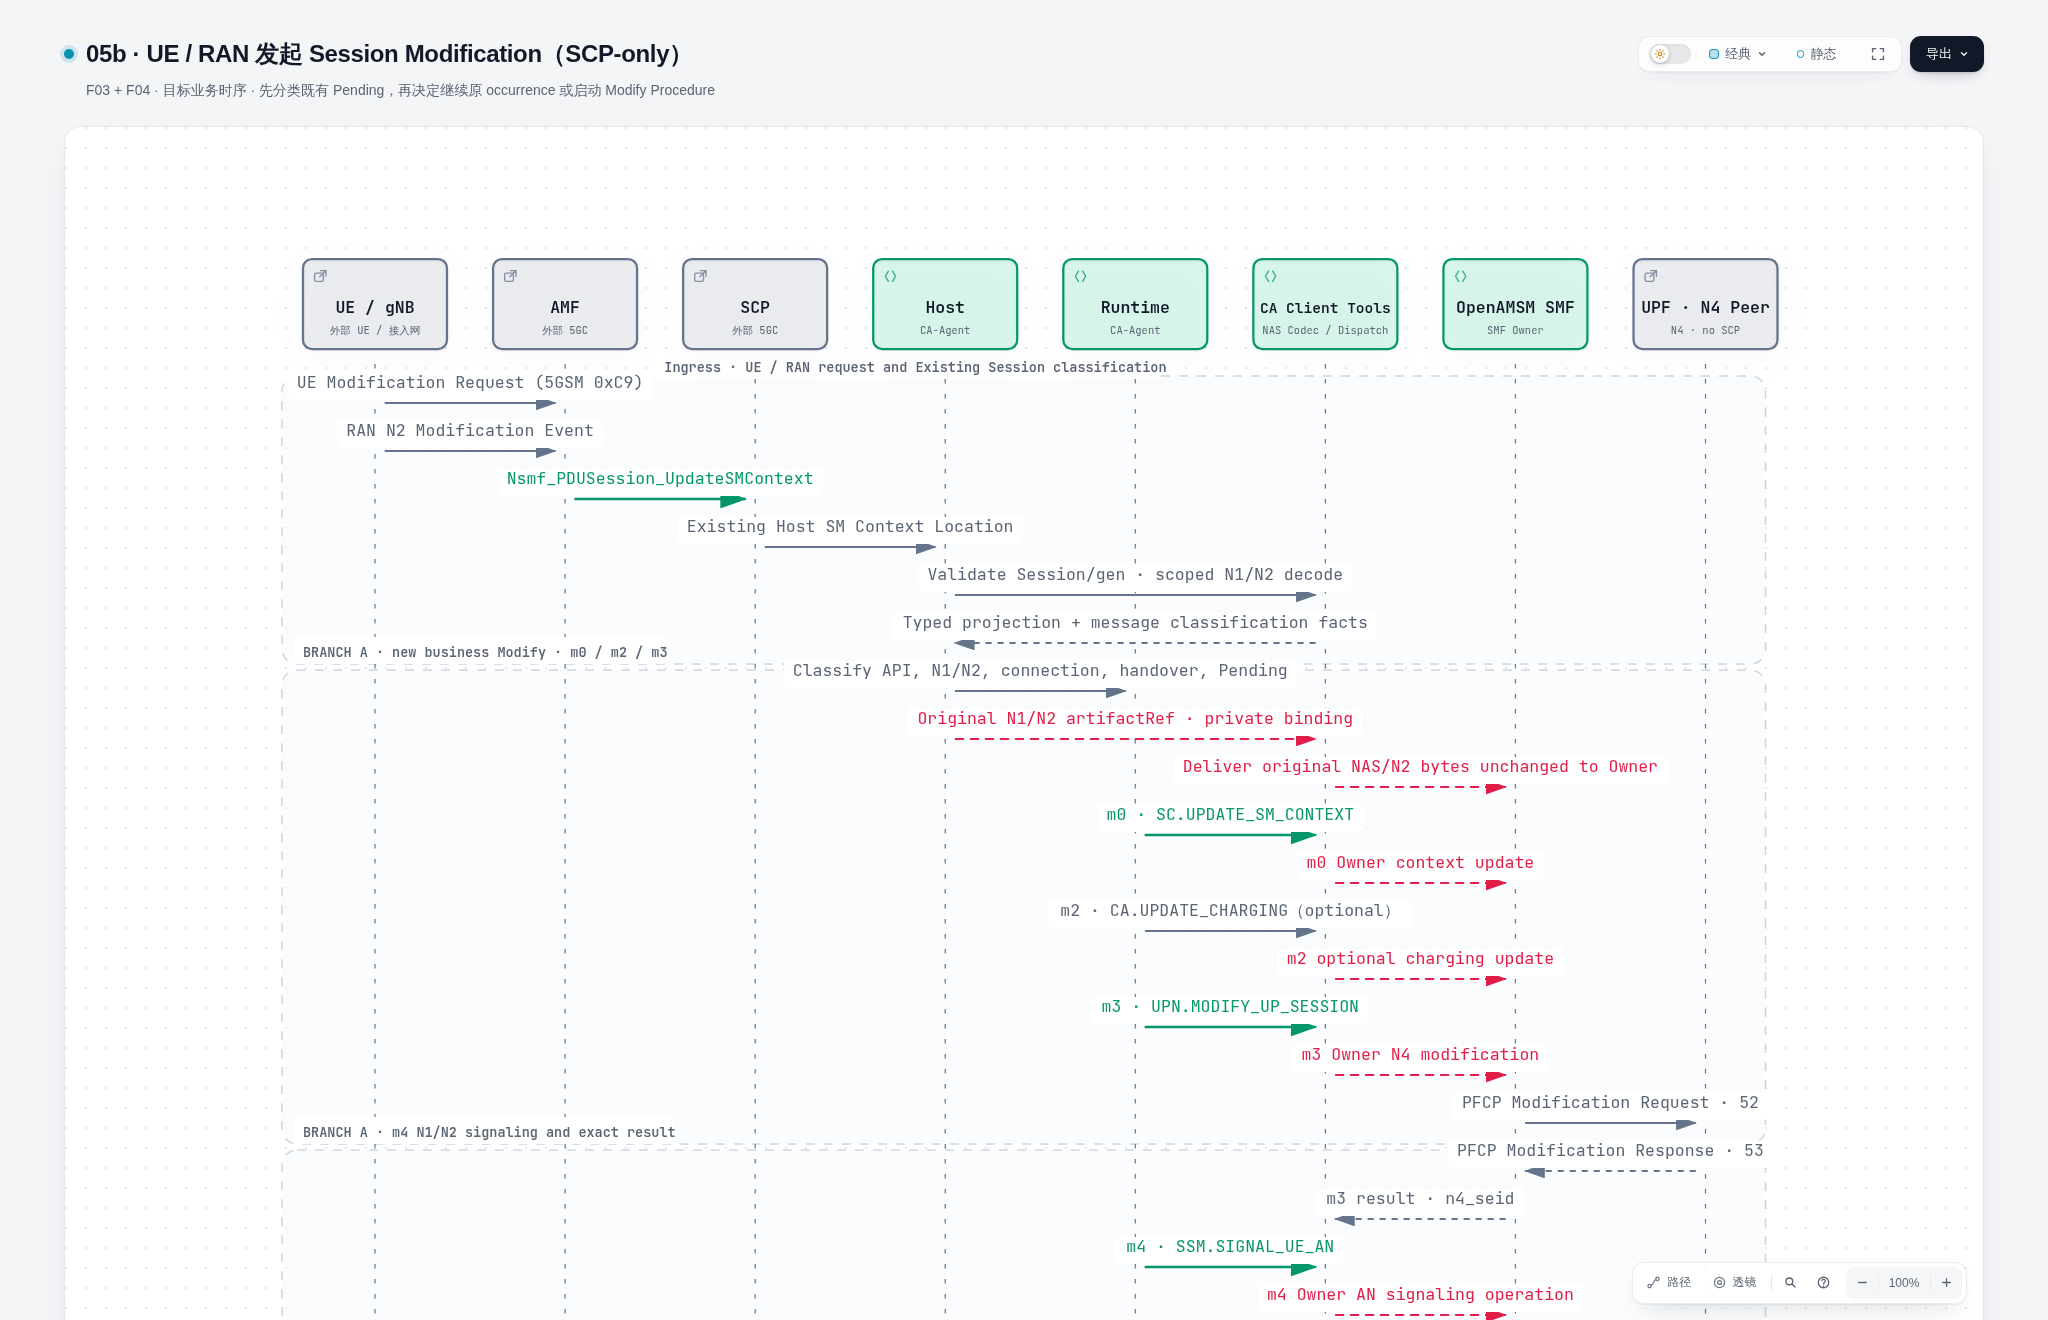 05b · UE / RAN 发起 Session Modification（SCP-only）
F03 + F04 · 目标业务时序 · 先分类既有 Pending，再决定继续原 occurrence 或启动 Modify Procedure
经典
静态
导出
UE / gNB
外部 UE / 接入网
AMF
外部 5GC
SCP
外部 5GC
Host
CA-Agent
Runtime
CA-Agent
CA Client Tools
NAS Codec / Dispatch
OpenAMSM SMF
SMF Owner
UPF · N4 Peer
N4 · no SCP
Ingress · UE / RAN request and Existing Session classification
UE Modification Request (5GSM 0xC9)
RAN N2 Modification Event
Nsmf_PDUSession_UpdateSMContext
Existing Host SM Context Location
Validate Session/gen · scoped N1/N2 decode
Typed projection + message classification facts
BRANCH A · new business Modify · m0 / m2 / m3
Classify API, N1/N2, connection, handover, Pending
Original N1/N2 artifactRef · private binding
Deliver original NAS/N2 bytes unchanged to Owner
m0 · SC.UPDATE_SM_CONTEXT
m0 Owner context update
m2 · CA.UPDATE_CHARGING（optional）
m2 optional charging update
m3 · UPN.MODIFY_UP_SESSION
m3 Owner N4 modification
PFCP Modification Request · 52
BRANCH A · m4 N1/N2 signaling and exact result
PFCP Modification Response · 53
m3 result · n4_seid
m4 · SSM.SIGNAL_UE_AN
m4 Owner AN signaling operation
路径
透镜
100%